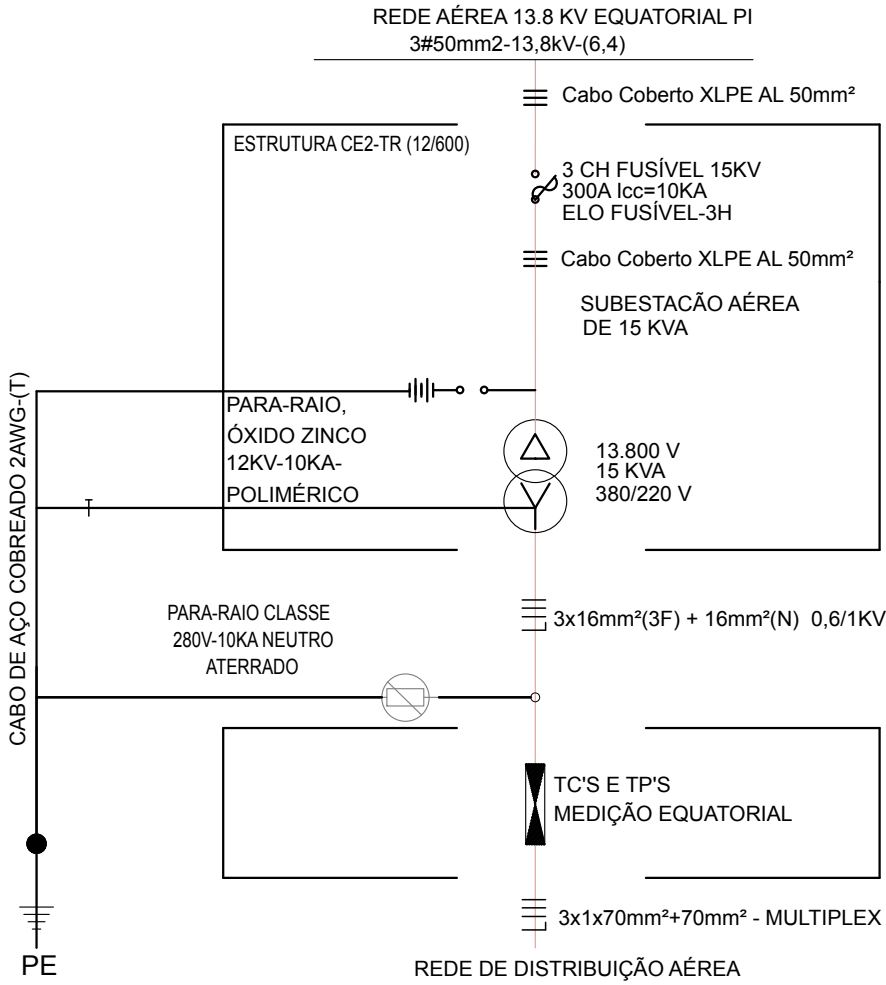 REDE AÉREA 13.8 KV EQUATORIAL PI
3#50mm2-13,8kV-(6,4)
Cabo Coberto XLPE AL 50mm²
ESTRUTURA CE2-TR (12/600)
3 CH FUSÍVEL 15KV
300A Icc=10KA
ELO FUSÍVEL-3H
Cabo Coberto XLPE AL 50mm²
SUBESTACÃO AÉREA
DE 15 KVA
CABO DE AÇO COBREADO 2AWG-(T)
PARA-RAIO,
ÓXIDO ZINCO
12KV-10KA-
POLIMÉRICO
13.800 V
15 KVA
380/220 V
T
3x16mm²(3F) + 16mm²(N) 0,6/1KV
PARA-RAIO CLASSE
280V-10KA NEUTRO
ATERRADO
TC'S E TP'S
MEDIÇÃO EQUATORIAL
3x1x70mm²+70mm² - MULTIPLEX
PE
REDE DE DISTRIBUIÇÃO AÉREA